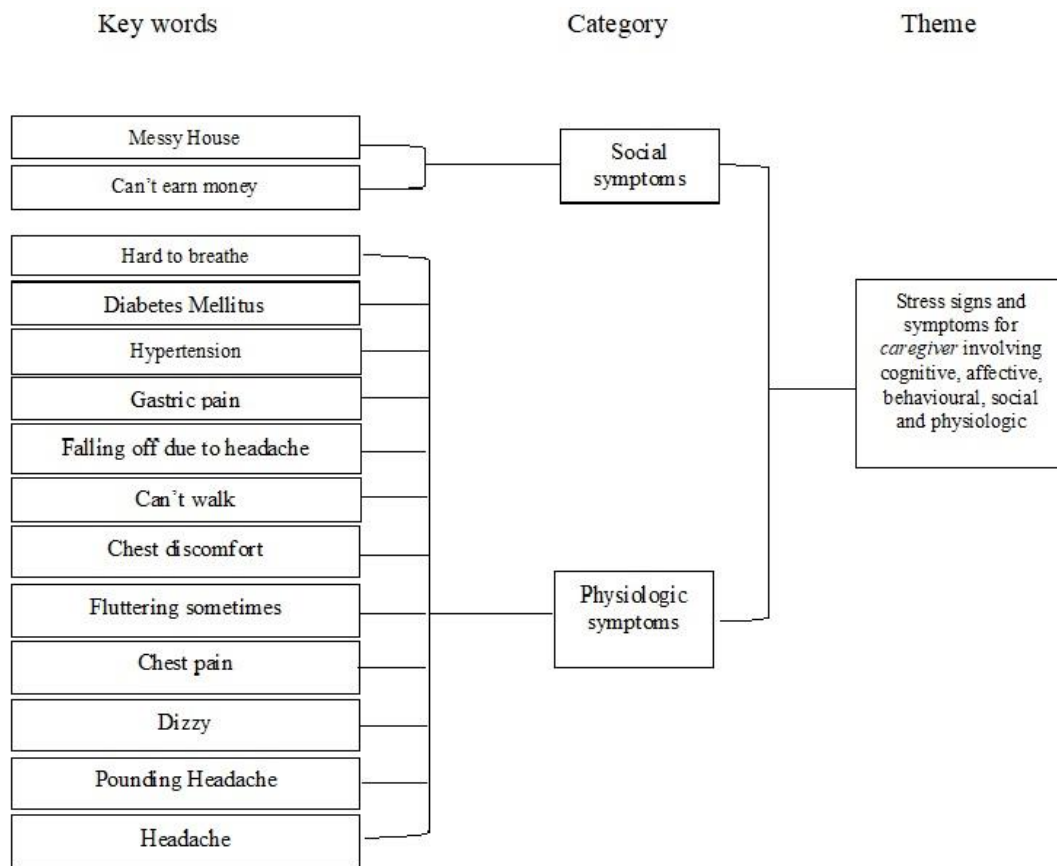 Key words
Category
Theme
Messy House
Can't earn money
Social
symptoms
Hard to breathe
Diabetes Mellitus
Hypertension
Gastric pain
Falling off due to headache
Can't walk
Chest discomfort
Fluttering sometimes
Chest pain
Dizzy
Pounding Headache
Headache
Physiologic
symptoms
Stress signs and
symptoms for
caregiver involving
cognitive, affective,
behavioural, social
and physiologic